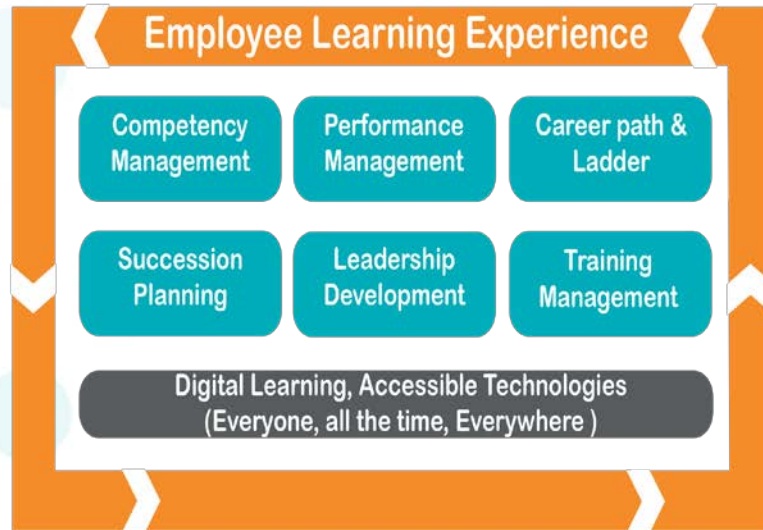 Employee Learning Experience
Competency
Management
Performance
Management
Career path &
Ladder
Succession
Planning
Leadership
Development
Training
Management
Digital Learning, Accessible Technologies
(Everyone, all the time, Everywhere )